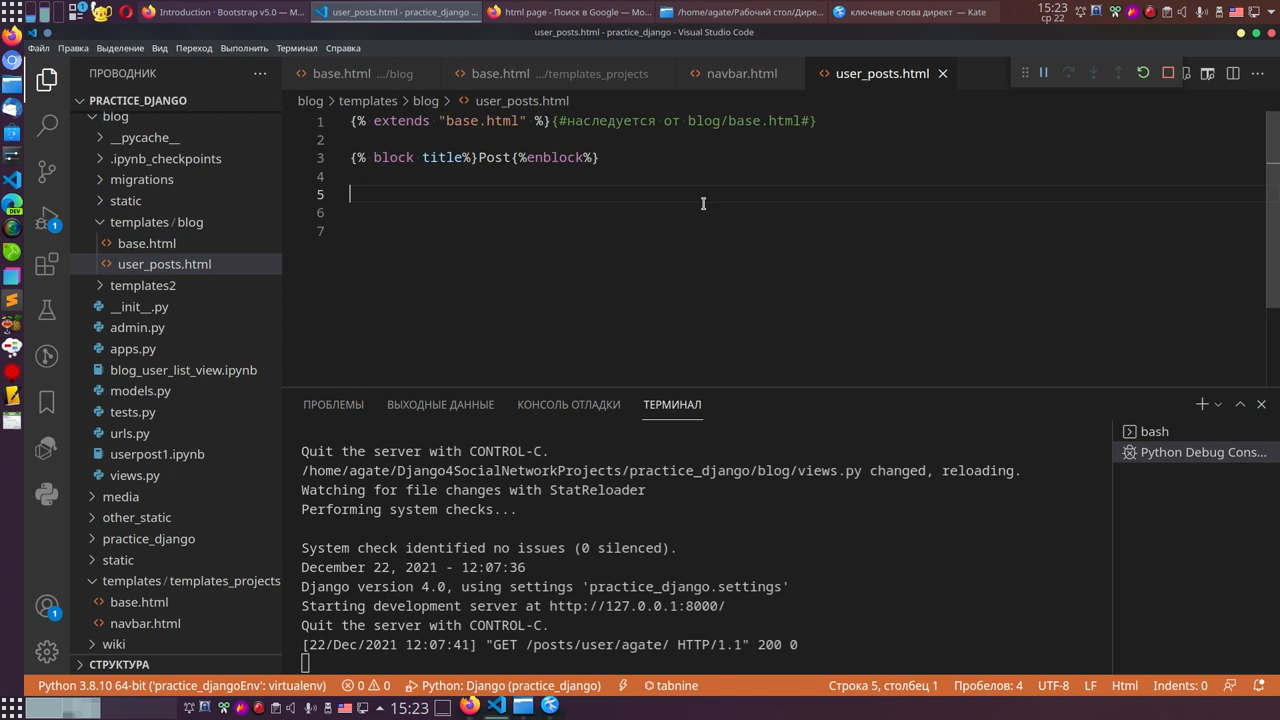 Introduction · Bootstrap v5.0 — M...
user_posts.html - practice_django ...
html page - Поиск в Google — Mo...
/home/agate/Рабочий стол/Дире...
ключевые слова директ — Kate
15:23
ср 22
user_posts.html - practice_django - Visual Studio Code
Файл Правка Выделение Вид Переход Выполнить Терминал Справка
ПРОВОДНИК
base.html .../blog
base.html .../templates_projects
navbar.html
user_posts.html
PRACTICE_DJANGO
blog
__pycache__
.ipynb_checkpoints
migrations
static
templates / blog
base.html
user_posts.html
templates2
__init__.py
admin.py
apps.py
blog_user_list_view.ipynb
models.py
tests.py
urls.py
userpost1.ipynb
views.py
media
other_static
practice_django
static
templates / templates_projects
base.html
navbar.html
wiki
СТРУКТУРА
DEV
1
1
blog templates blog user_posts.html
1 {% extends "base.html" %}{#наследуется от blog/base.html#}
2
3 {% block title%}Post{%enblock%}
4
5
6
7
ПРОБЛЕМЫ ВЫХОДНЫЕ ДАННЫЕ КОНСОЛЬ ОТЛАДКИ ТЕРМИНАЛ
Quit the server with CONTROL-C.
/home/agate/Django4SocialNetworkProjects/practice_django/blog/views.py changed, reloading.
Watching for file changes with StatReloader
Performing system checks...
System check identified no issues (0 silenced).
December 22, 2021 - 12:07:36
Django version 4.0, using settings 'practice_django.settings'
Starting development server at http://127.0.0.1:8000/
Quit the server with CONTROL-C.
[22/Dec/2021 12:07:41] "GET /posts/user/agate/ HTTP/1.1" 200 0
bash
Python Debug Cons...
Python 3.8.10 64-bit ('practice_djangoEnv': virtualenv) 0 0 Python: Django (practice_django) tabnine Строка 5, столбец 1 Пробелов: 4 UTF-8 LF Html Indents: 0
15:23